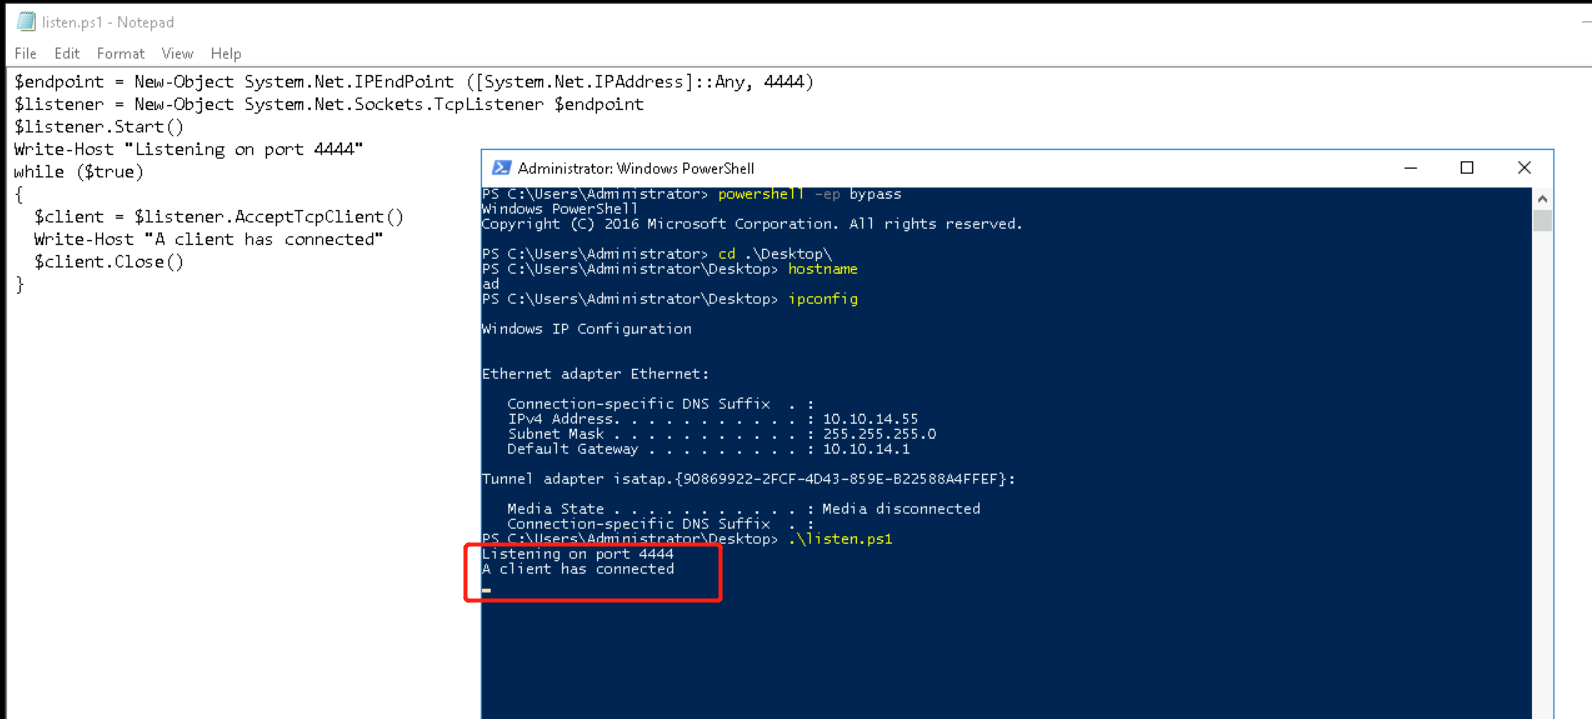 listen.ps1 - Notepad
File Edit Format View Help
$endpoint = New-Object System.Net.IPEndPoint ([System.Net.IPAddress]::Any, 4444)
$listener = New-Object System.Net.Sockets.TcpListener $endpoint
$listener.Start()
Write-Host "Listening on port 4444"
while ($true)
{
  $client = $listener.AcceptTcpClient()
  Write-Host "A client has connected"
  $client.Close()
}
Administrator: Windows PowerShell
PS C:\Users\Administrator> powershell -ep bypass
Windows PowerShell
Copyright (C) 2016 Microsoft Corporation. All rights reserved.
PS C:\Users\Administrator> cd .\Desktop\
PS C:\Users\Administrator\Desktop> hostname
ad
PS C:\Users\Administrator\Desktop> ipconfig
Windows IP Configuration
Ethernet adapter Ethernet:
   Connection-specific DNS Suffix  . :
   IPv4 Address. . . . . . . . . . . : 10.10.14.55
   Subnet Mask . . . . . . . . . . . : 255.255.255.0
   Default Gateway . . . . . . . . . : 10.10.14.1
Tunnel adapter isatap.{90869922-2FCF-4D43-859E-B22588A4FFEF}:
   Media State . . . . . . . . . . . : Media disconnected
   Connection-specific DNS Suffix  . :
PS C:\Users\Administrator\Desktop> .\listen.ps1
Listening on port 4444
A client has connected